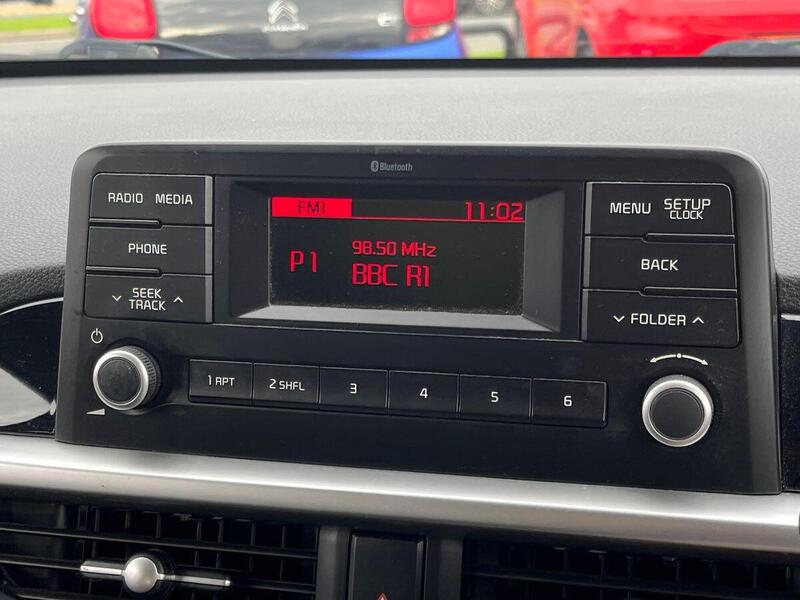 CITROËN
Bluetooth
RADIO MEDIA
PHONE
SEEK
TRACK
FM1 11:02
P1 98.50 MHz
BBC R1
MENU SETUP
CLOCK
BACK
FOLDER
1 RPT 2 SHFL 3 4 5 6